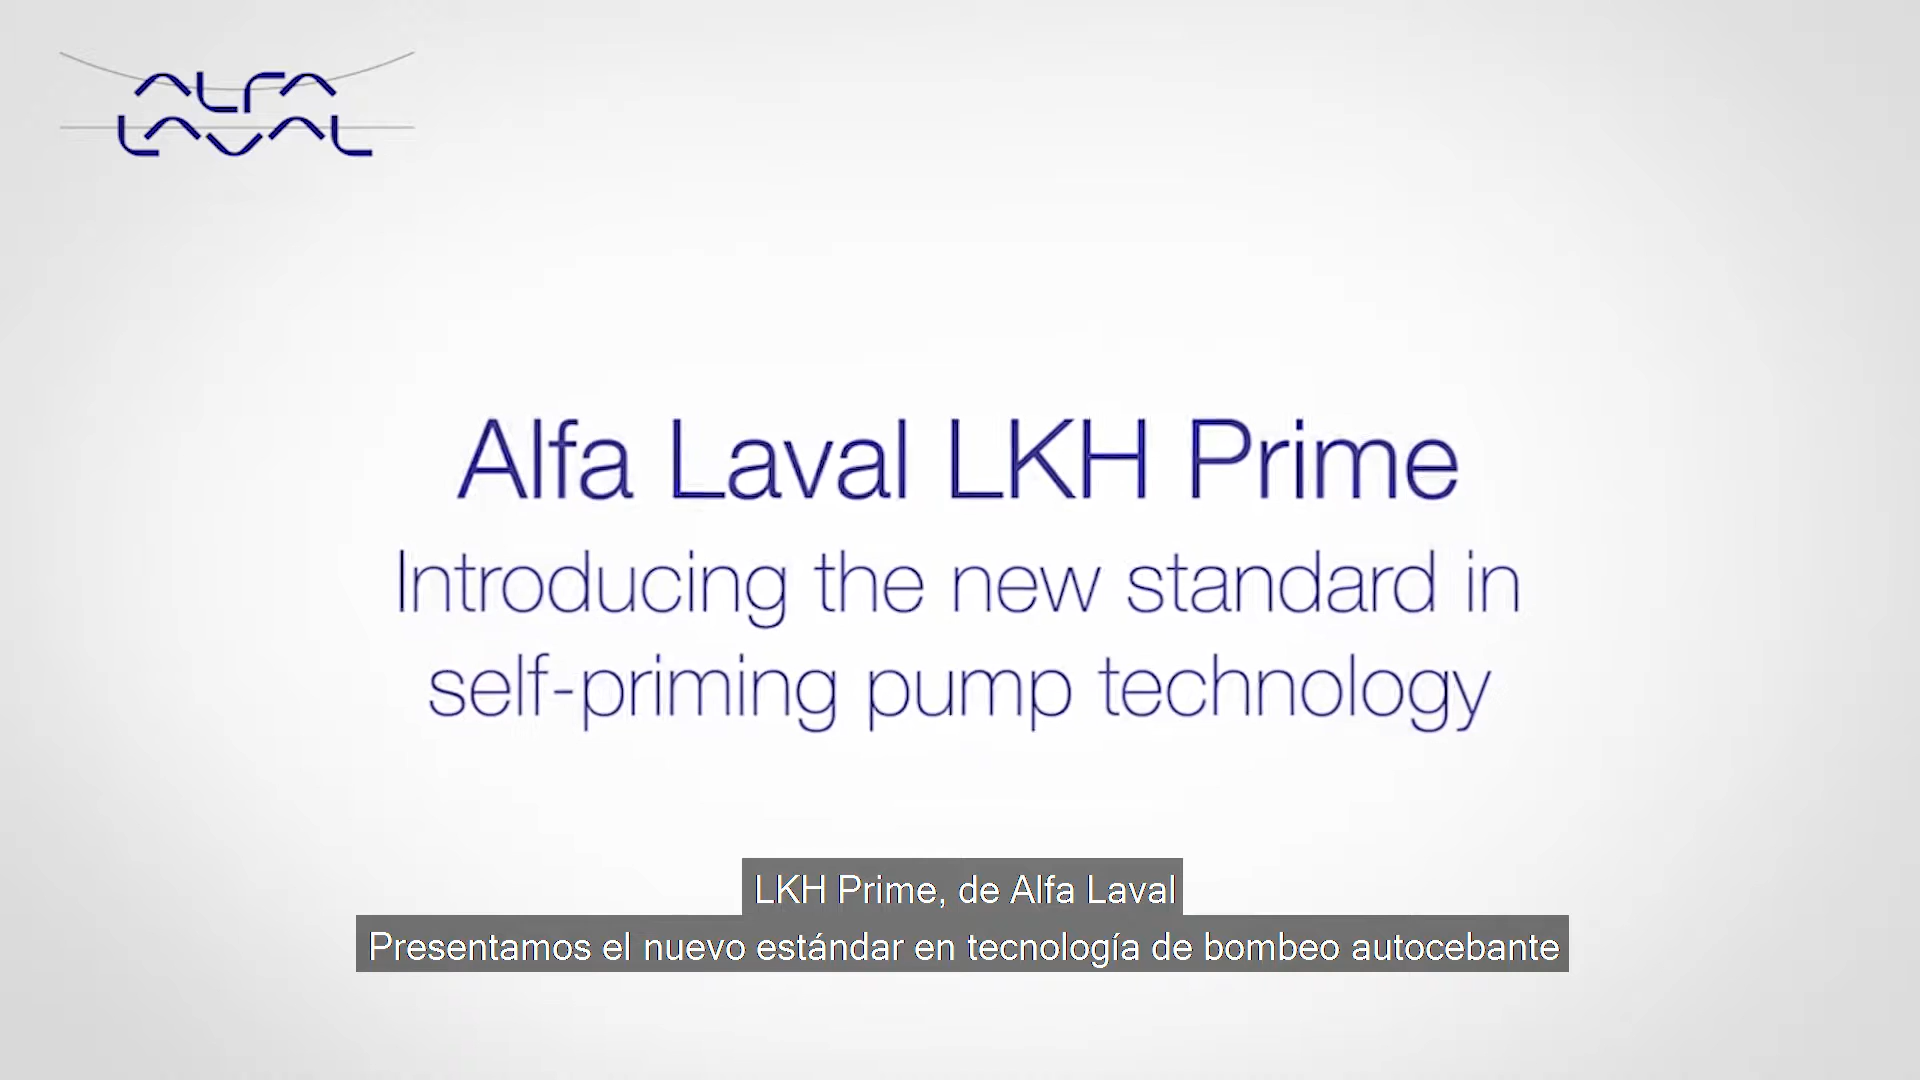 ALFA
LAVAL
Alfa Laval LKH Prime
Introducing the new standard in
self-priming pump technology
LKH Prime, de Alfa Laval
Presentamos el nuevo estándar en tecnología de bombeo autocebante